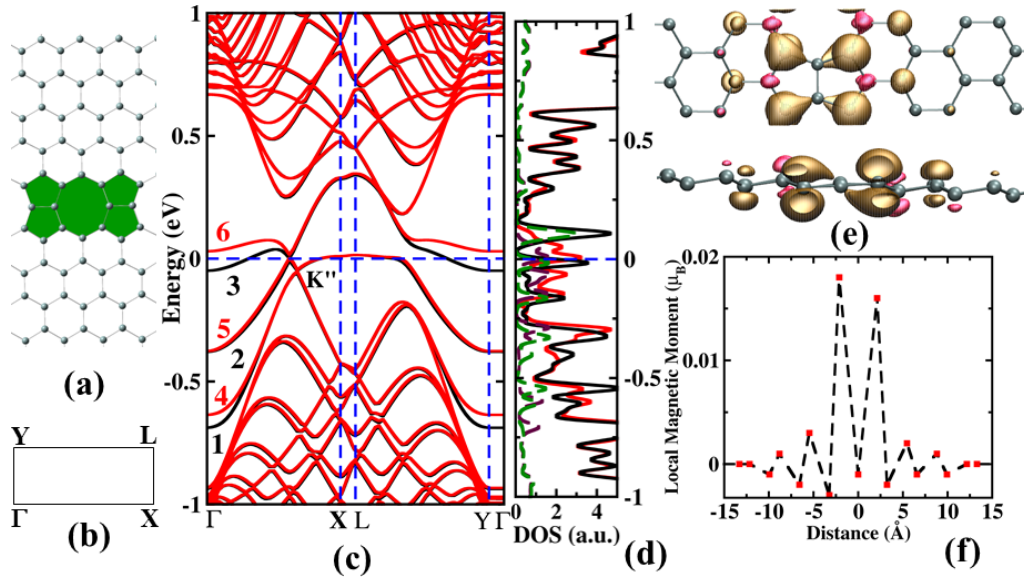 (a)
Y L
Γ X
(b)
Energy (eV)
1
0.5
0
-0.5
-1
6
3
5
2
4
1
K''
Γ X L Y Γ
(c)
1
0.5
0
-0.5
-1
0 2 4
DOS (a.u.)
(d)
(e)
Local Magnetic Moment (μB)
0.02
0.01
0
-15 -10 -5 0 5 10 15
Distance (Å)
(f)